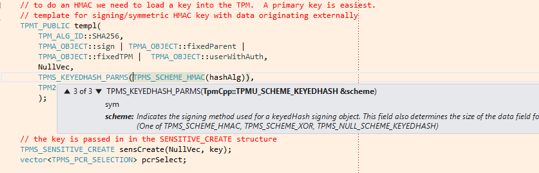 // to do an HMAC we need to load a key into the TPM.  A primary key is easiest.
// template for signing/symmetric HMAC key with data originating externally
TPMT_PUBLIC templ(
TPM_ALG_ID::SHA256,
TPMA_OBJECT::sign | TPMA_OBJECT::fixedParent |
TPMA_OBJECT::fixedTPM |  TPMA_OBJECT::userWithAuth,
NullVec,
TPMS_KEYEDHASH_PARMS(TPMS_SCHEME_HMAC(hashAlg)),
TPM2
);
▲ 3 of 3 ▼ TPMS_KEYEDHASH_PARMS(TpmCpp::TPMU_SCHEME_KEYEDHASH &scheme)
sym
scheme: Indicates the signing method used for a keyedHash signing object. This field also determines the size of the data field fo
(One of TPMS_SCHEME_HMAC, TPMS_SCHEME_XOR, TPMS_NULL_SCHEME_KEYEDHASH)
// the key is passed in in the SENSITIVE_CREATE structure
TPMS_SENSITIVE_CREATE sensCreate(NullVec, key);
vector<TPMS_PCR_SELECTION> pcrSelect;